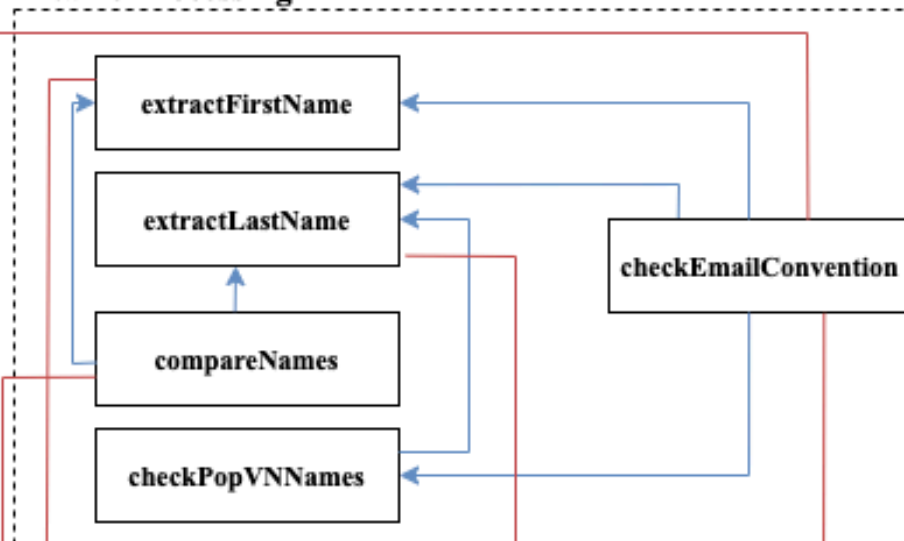 extractFirstName
extractLastName
checkEmailConvention
compareNames
checkPopVNNames